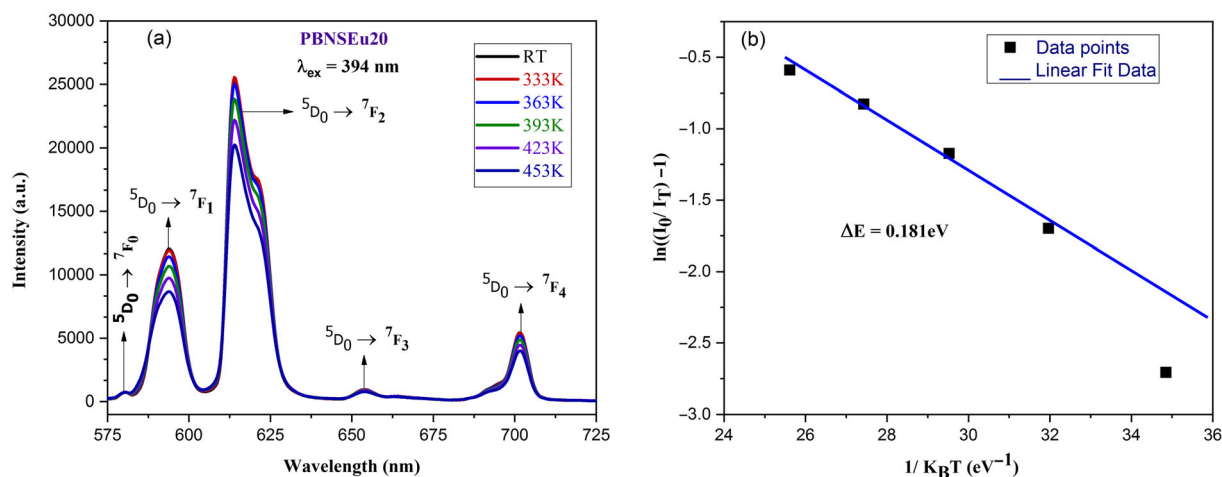 (a)
PBNSEu20
λex = 394 nm
RT
333K
363K
393K
423K
453K
⁵D₀ → ⁷F₂
⁵D₀ → ⁷F₁
⁵D₀ → ⁷F₀
⁵D₀ → ⁷F₃
⁵D₀ → ⁷F₄
Intensity (a.u.)
30000
25000
20000
15000
10000
5000
0
575 600 625 650 675 700 725
Wavelength (nm)
(b)
Data points
Linear Fit Data
ΔE = 0.181eV
ln((I₀/ I_T) −1)
−0.5
−1.0
−1.5
−2.0
−2.5
−3.0
24 26 28 30 32 34 36
1/ K_BT (eV⁻¹)